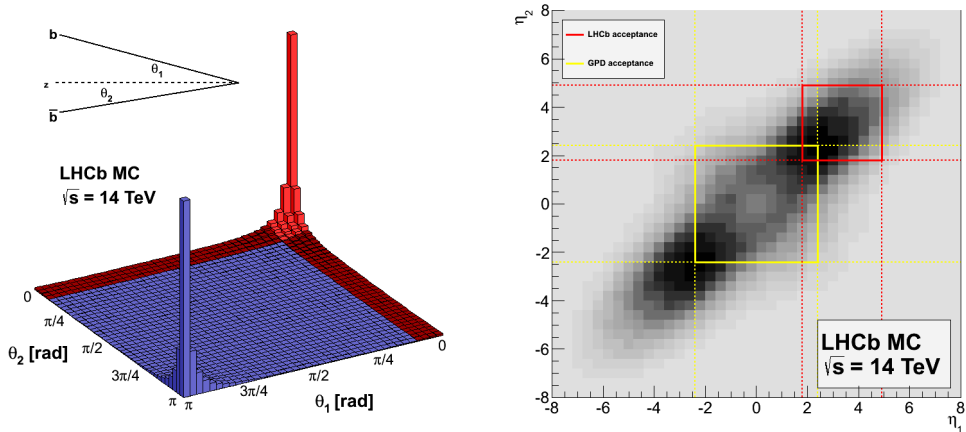 b
θ1
z
θ2
b̅
LHCb MC
√s = 14 TeV
0
π/4
π/2
3π/4
π
θ2 [rad]
π
3π/4
π/2
π/4
0
θ1 [rad]
η2
8
6
4
2
0
-2
-4
-6
-8
LHCb acceptance
GPD acceptance
LHCb MC
√s = 14 TeV
-8 -6 -4 -2 0 2 4 6 8
η1